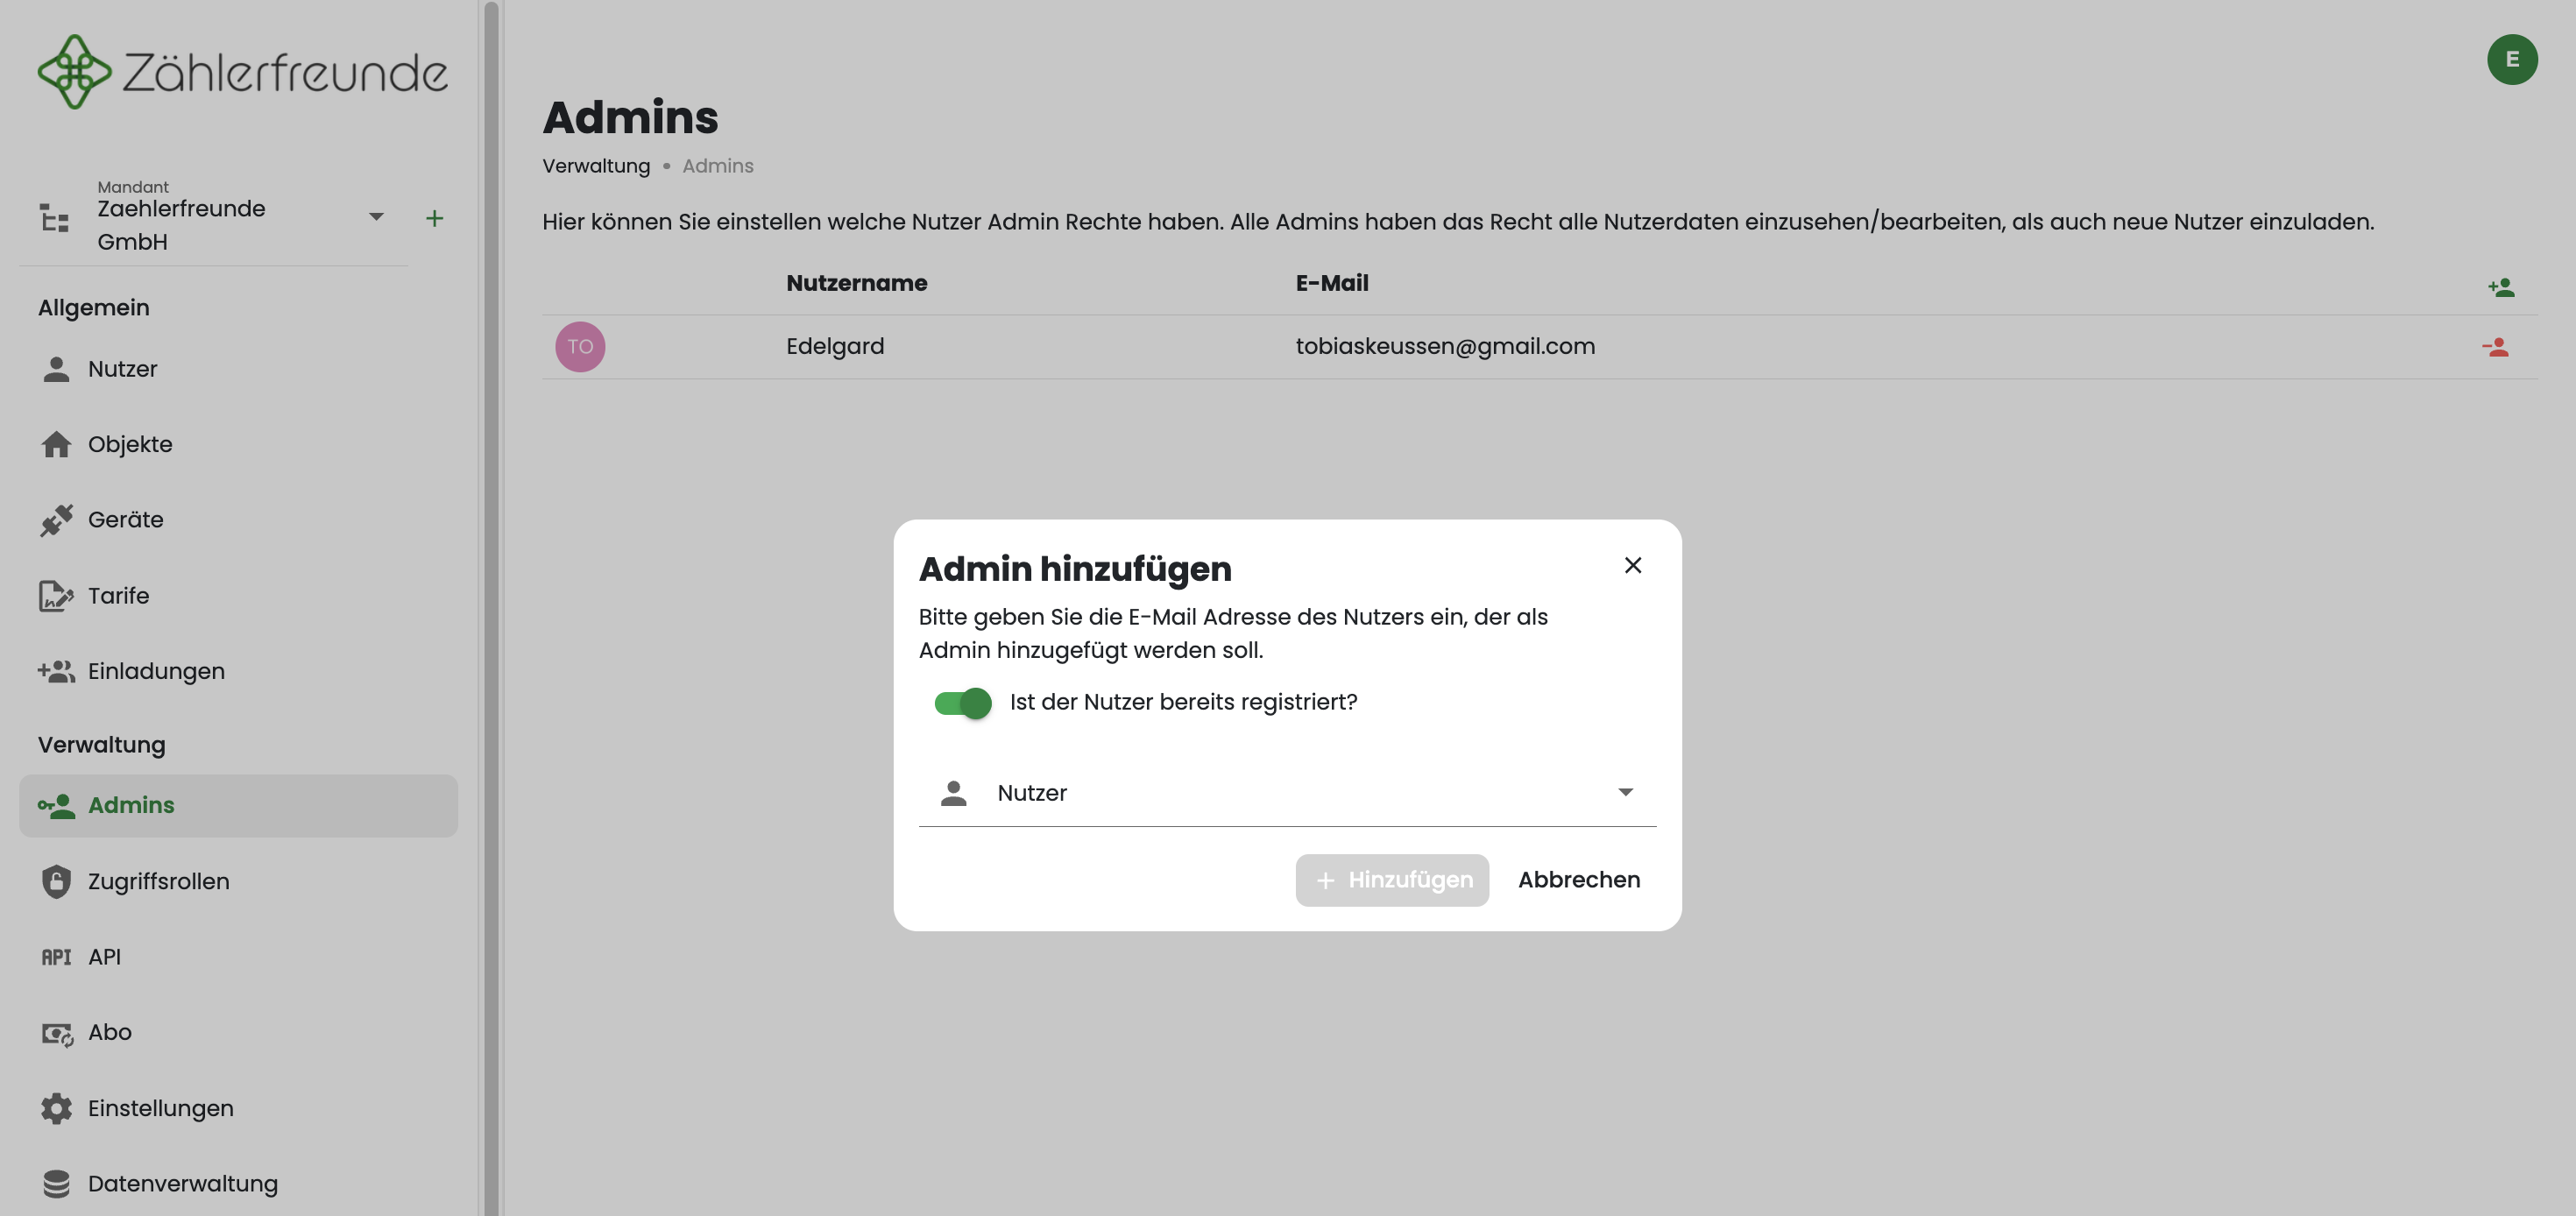 Zählerfreunde
Mandant
Zaehlerfreunde
GmbH
Allgemein
Nutzer
Objekte
Geräte
Tarife
Einladungen
Verwaltung
Admins
Zugriffsrollen
API API
Abo
Einstellungen
Datenverwaltung
E
Admins
Verwaltung • Admins
Hier können Sie einstellen welche Nutzer Admin Rechte haben. Alle Admins haben das Recht alle Nutzerdaten einzusehen/bearbeiten, als auch neue Nutzer einzuladen.
Nutzername E-Mail
TO Edelgard tobiaskeussen@gmail.com
Admin hinzufügen
Bitte geben Sie die E-Mail Adresse des Nutzers ein, der als
Admin hinzugefügt werden soll.
Ist der Nutzer bereits registriert?
Nutzer
+ Hinzufügen Abbrechen